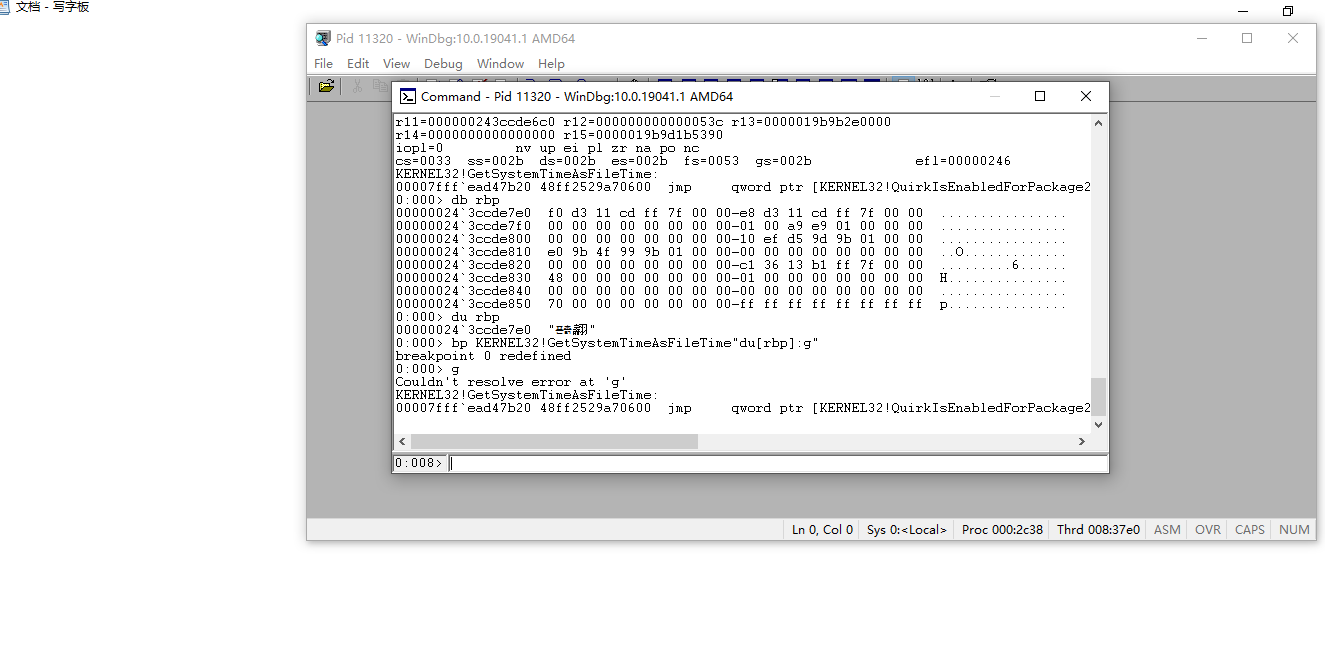 文档 - 写字板
Pid 11320 - WinDbg:10.0.19041.1 AMD64
File Edit View Debug Window Help
Command - Pid 11320 - WinDbg:10.0.19041.1 AMD64
r11=000000243ccde6c0 r12=000000000000053c r13=0000019b9b2e0000
r14=0000000000000000 r15=0000019b9d1b5390
iopl=0         nv up ei pl zr na po nc
cs=0033  ss=002b  ds=002b  es=002b  fs=0053  gs=002b             efl=00000246
KERNEL32!GetSystemTimeAsFileTime:
00007fff`ead47b20 48ff2529a70600  jmp     qword ptr [KERNEL32!QuirkIsEnabledForPackage2
0:000> db rbp
00000024`3ccde7e0  f0 d3 11 cd ff 7f 00 00-e8 d3 11 cd ff 7f 00 00  ................
00000024`3ccde7f0  00 00 00 00 00 00 00 00-01 00 a9 e9 01 00 00 00  ................
00000024`3ccde800  00 00 00 00 00 00 00 00-10 ef d5 9d 9b 01 00 00  ................
00000024`3ccde810  e0 9b 4f 99 9b 01 00 00-00 00 00 00 00 00 00 00  ..O.............
00000024`3ccde820  00 00 00 00 00 00 00 00-c1 36 13 b1 ff 7f 00 00  .........6......
00000024`3ccde830  48 00 00 00 00 00 00 00-01 00 00 00 00 00 00 00  H...............
00000024`3ccde840  00 00 00 00 00 00 00 00-00 00 00 00 00 00 00 00  ................
00000024`3ccde850  70 00 00 00 00 00 00 00-ff ff ff ff ff ff ff ff  p...............
0:000> du rbp
00000024`3ccde7e0
0:000> bp KERNEL32!GetSystemTimeAsFileTime"du[rbp]:g"
breakpoint 0 redefined
0:000> g
Couldn't resolve error at 'g'
KERNEL32!GetSystemTimeAsFileTime:
00007fff`ead47b20 48ff2529a70600  jmp     qword ptr [KERNEL32!QuirkIsEnabledForPackage2
0:008>
Ln 0, Col 0 Sys 0:<Local> Proc 000:2c38 Thrd 008:37e0 ASM OVR CAPS NUM